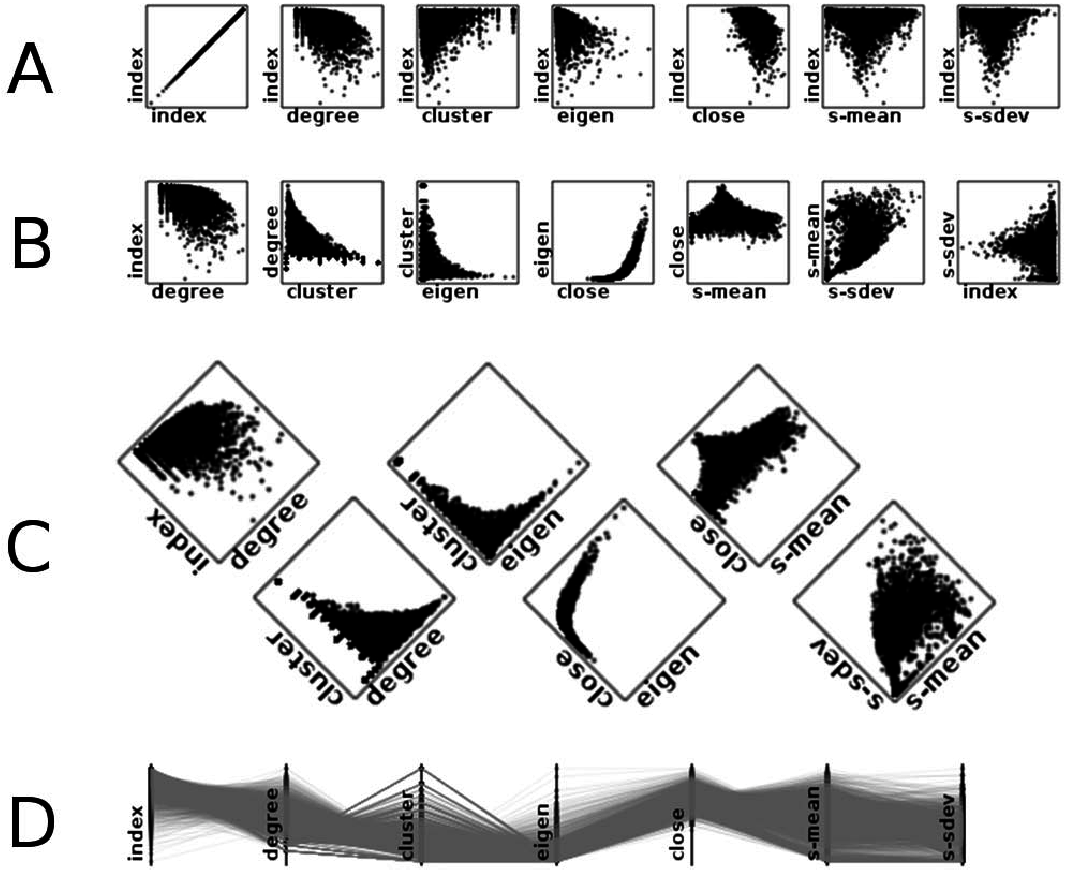 A
index index
index degree
index cluster
index eigen
index close
index s-mean
index s-sdev
B
index degree
degree cluster
cluster eigen
eigen close
close s-mean
s-mean s-sdev
s-sdev index
C
index degree
cluster eigen
close s-mean
cluster degree
close eigen
s-sdev s-mean
D
index degree cluster eigen close s-mean s-sdev